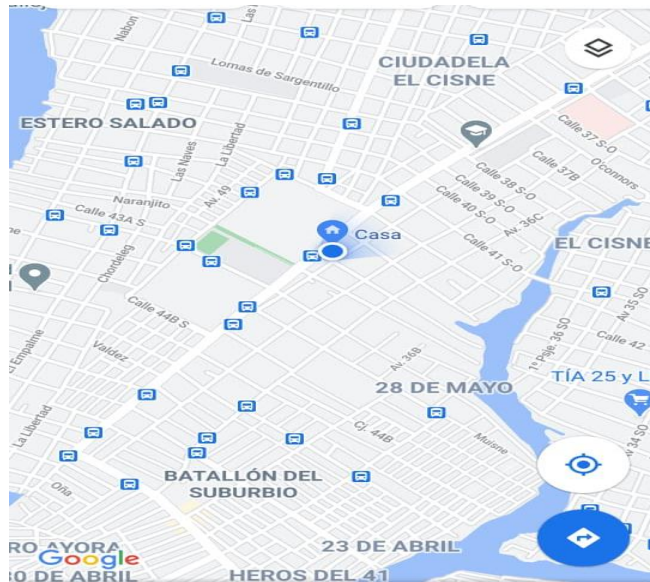 Nabon
Lomas de Sargentillo
CIUDADELA
EL CISNE
ESTERO SALADO
Las Naves
La Libertad
Calle 37 S-O
Calle 38 S-O
Calle 37B
O'connors
Calle 39 S-O
Calle 40 S-O
Av. 36C
Calle 41 S-O
EL CISNE
Naranjito
Calle 43A S
Av. 49
Casa
Chordeleg
Calle 44B S
Valdez
El Empalme
Av. 36B
1º Psje. 36 SO
Av 35 SO
Calle 42
28 DE MAYO
TÍA 25 y L
La Libertad
Cj. 44B
Muisne
Av 34 SO
BATALLÓN DEL
SUBURBIO
Oña
RO AYORA
Google
30 DE ABRIL
23 DE ABRIL
HEROS DEL 41